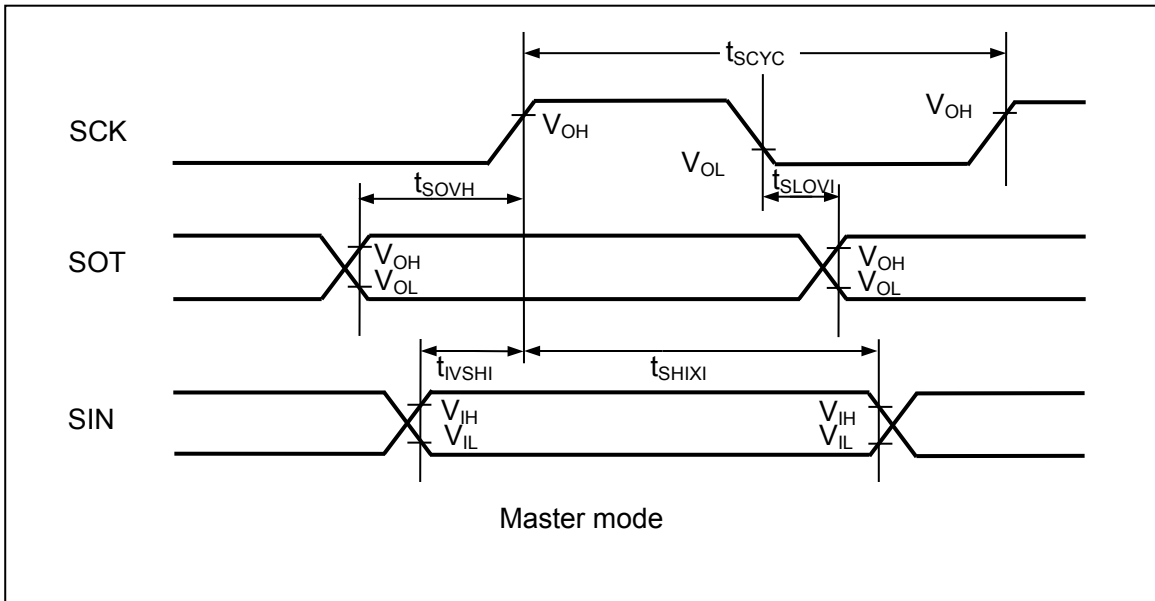 tSCYC
SCK
VOH
VOL
VOH
tSOVH
tSLOVI
SOT
VOH
VOL
VOH
VOL
tIVSHI
tSHIXI
SIN
VIH
VIL
VIH
VIL
Master mode